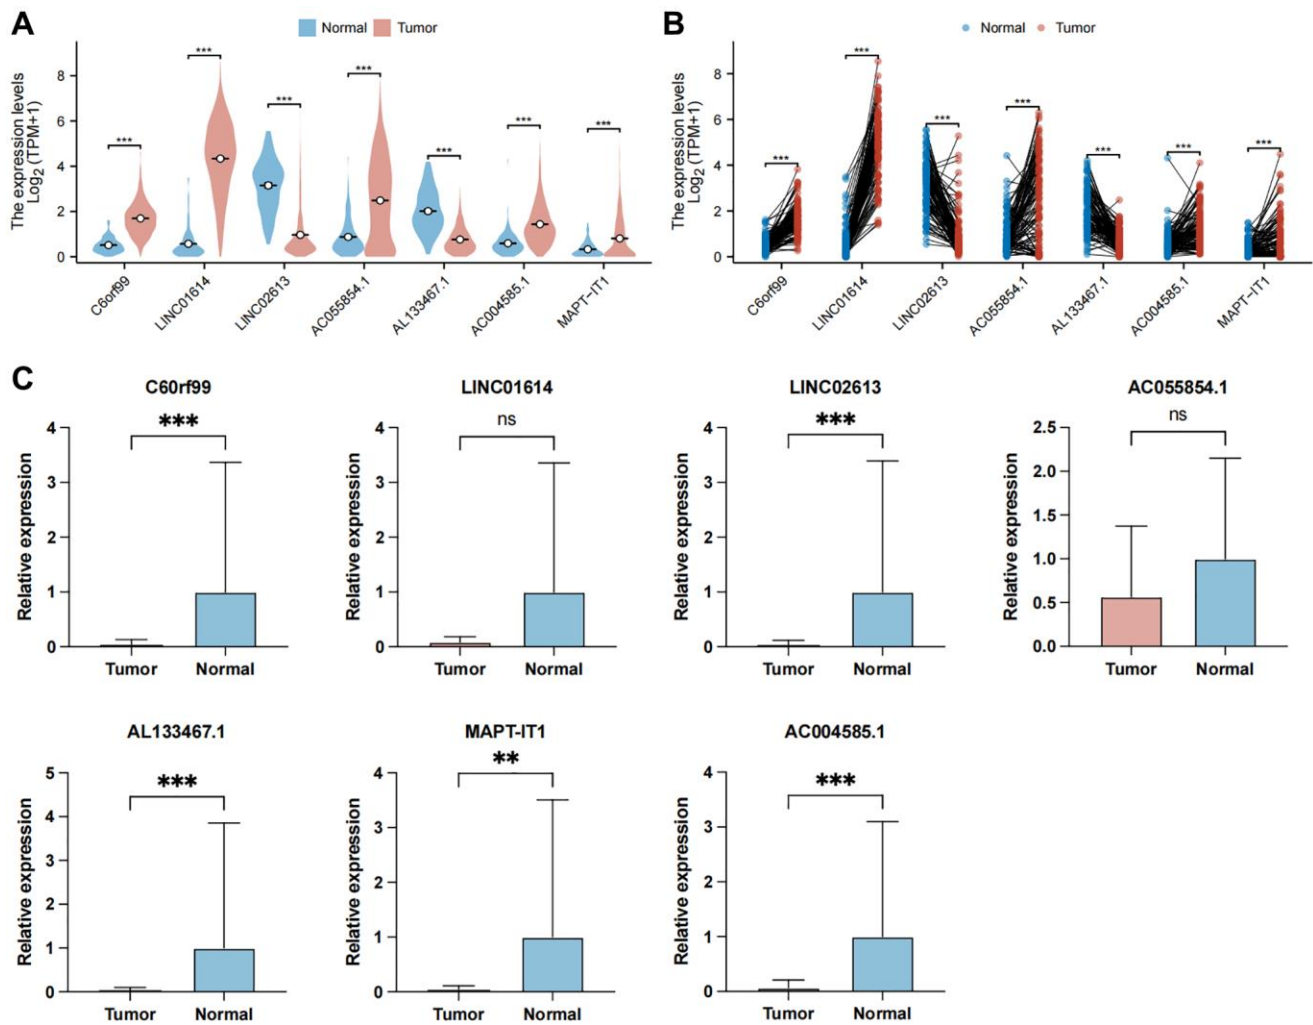 A
Normal
Tumor
The expression levels
Log2 (TPM+1)
8
6
4
2
0
***
***
***
***
***
***
***
C6orf99
LINC01614
LINC02613
AC055854.1
AL133467.1
AC004585.1
MAPT-IT1
B
Normal
Tumor
The expression levels
Log2 (TPM+1)
8
6
4
2
0
***
***
***
***
***
***
***
C6orf99
LINC01614
LINC02613
AC055854.1
AL133467.1
AC004585.1
MAPT-IT1
C
C60rf99
***
Relative expression
4
3
2
1
0
Tumor
Normal
LINC01614
ns
Relative expression
4
3
2
1
0
Tumor
Normal
LINC02613
***
Relative expression
4
3
2
1
0
Tumor
Normal
AC055854.1
ns
Relative expression
2.5
2.0
1.5
1.0
0.5
0.0
Tumor
Normal
AL133467.1
***
Relative expression
5
4
3
2
1
0
Tumor
Normal
MAPT-IT1
**
Relative expression
4
3
2
1
0
Tumor
Normal
AC004585.1
***
Relative expression
4
3
2
1
0
Tumor
Normal